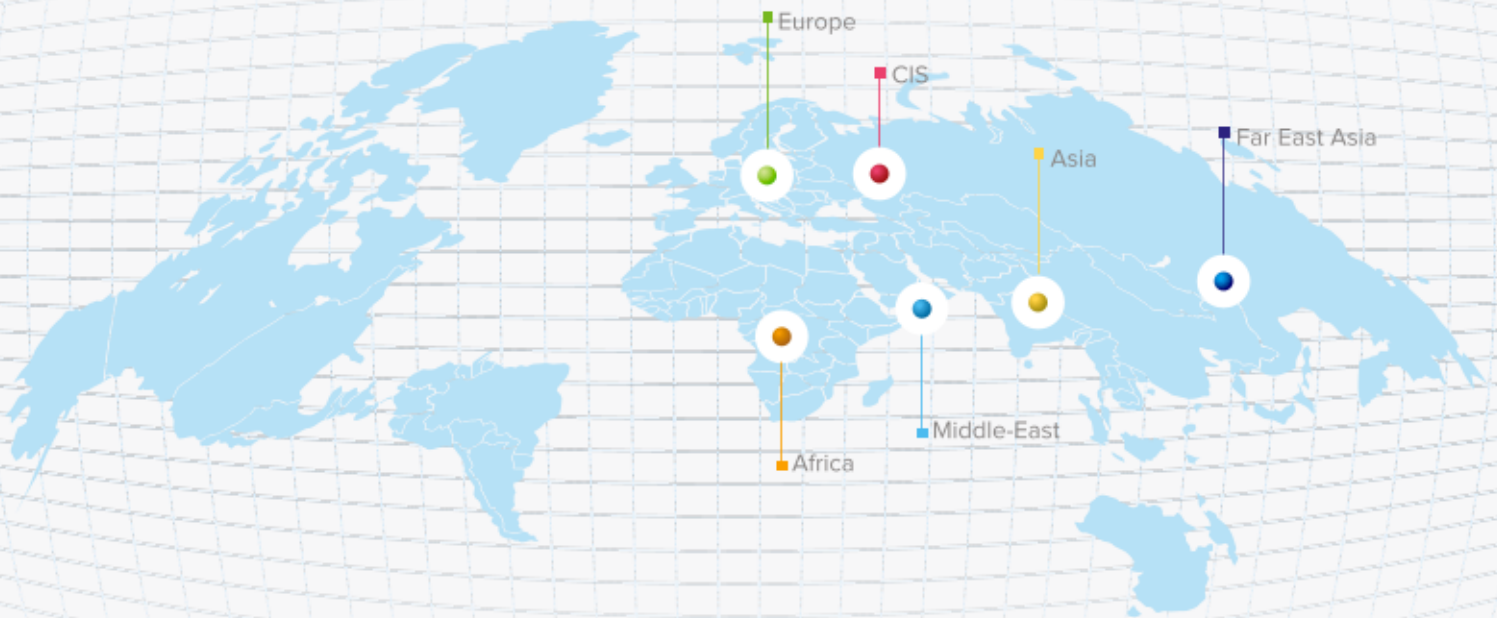 Europe
CIS
Far East Asia
Asia
Middle-East
Africa